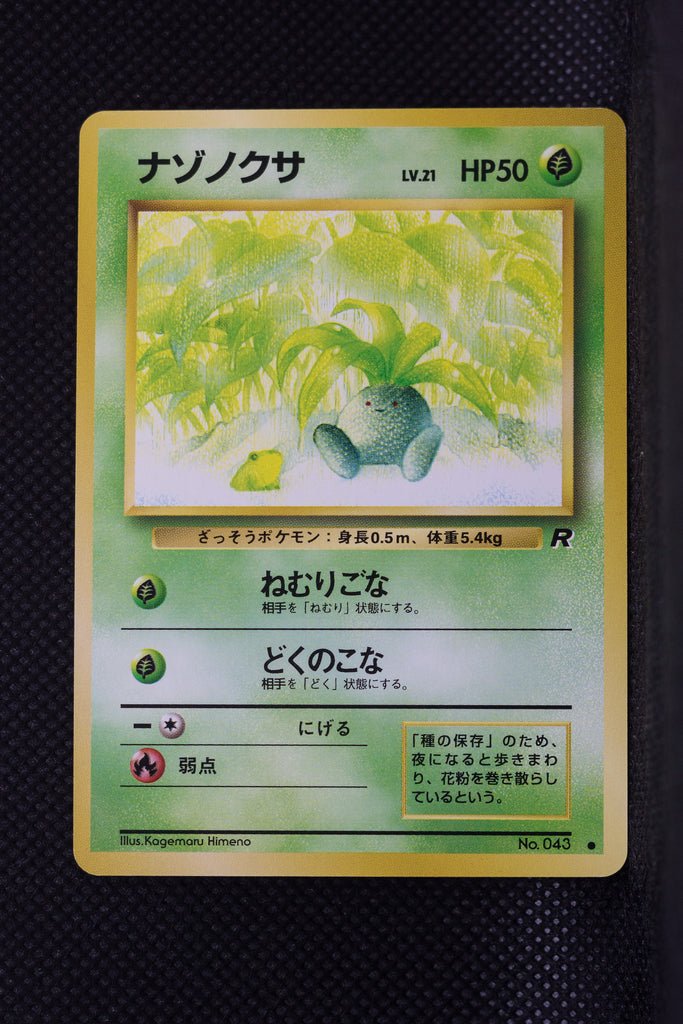 ナゾノクサ LV.21 HP50
ざっそうポケモン：身長0.5m、体重5.4kg R
ねむりごな
相手を「ねむり」状態にする。
どくのこな
相手を「どく」状態にする。
にげる
弱点
「種の保存」のため、
夜になると歩きまわ
り、花粉を巻き散らし
ているという。
Illus.Kagemaru Himeno No. 043